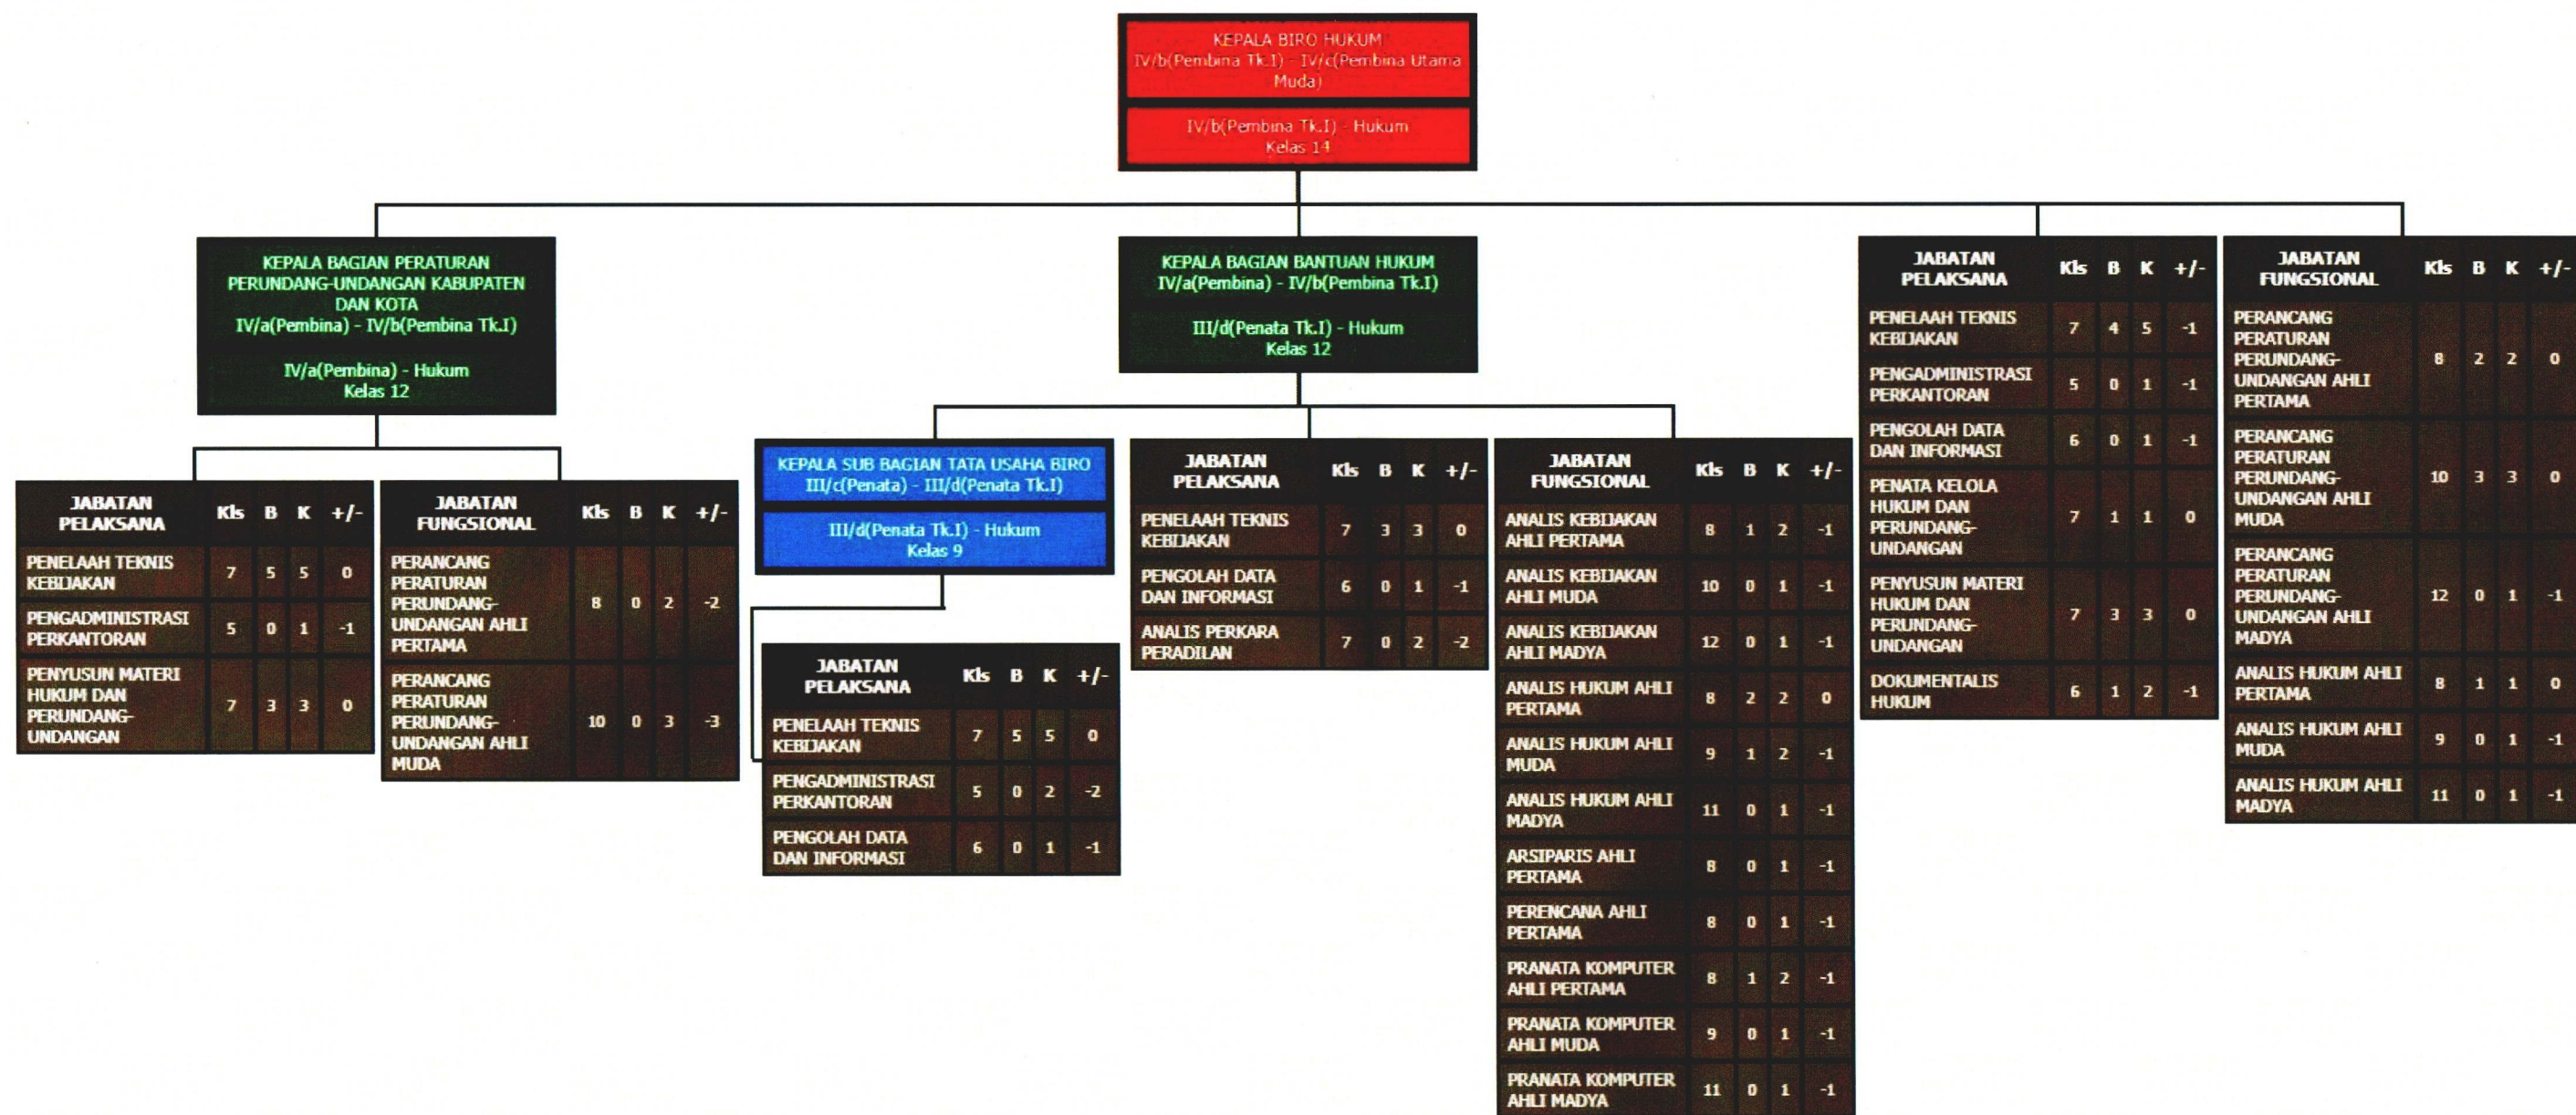 KEPALA BIRO HUKUM
IV/b(Pembina Tk.I) - IV/c(Pembina Utama
Muda)
IV/b(Pembina Tk.I) - Hukum
Kelas 14
KEPALA BAGIAN PERATURAN
PERUNDANG-UNDANGAN KABUPATEN
DAN KOTA
IV/a(Pembina) - IV/b(Pembina Tk.I)
IV/a(Pembina) - Hukum
Kelas 12
JABATAN
PELAKSANA Kls B K +/-
PENELAAH TEKNIS
KEBIJAKAN 7 5 5 0
PENGADMINISTRASI
PERKANTORAN 5 0 1 -1
PENYUSUN MATERI
HUKUM DAN
PERUNDANG-
UNDANGAN 7 3 3 0
JABATAN
FUNGSIONAL Kls B K +/-
PERANCANG
PERATURAN
PERUNDANG-
UNDANGAN AHLI
PERTAMA 8 0 2 -2
PERANCANG
PERATURAN
PERUNDANG-
UNDANGAN AHLI
MUDA 10 0 3 -3
KEPALA BAGIAN BANTUAN HUKUM
IV/a(Pembina) - IV/b(Pembina Tk.I)
III/d(Penata Tk.I) - Hukum
Kelas 12
KEPALA SUB BAGIAN TATA USAHA BIRO
III/c(Penata) - III/d(Penata Tk.I)
III/d(Penata Tk.I) - Hukum
Kelas 9
JABATAN
PELAKSANA Kls B K +/-
PENELAAH TEKNIS
KEBIJAKAN 7 5 5 0
PENGADMINISTRASI
PERKANTORAN 5 0 2 -2
PENGOLAH DATA
DAN INFORMASI 6 0 1 -1
JABATAN
PELAKSANA Kls B K +/-
PENELAAH TEKNIS
KEBIJAKAN 7 3 3 0
PENGOLAH DATA
DAN INFORMASI 6 0 1 -1
ANALIS PERKARA
PERADILAN 7 0 2 -2
JABATAN
FUNGSIONAL Kls B K +/-
ANALIS KEBIJAKAN
AHLI PERTAMA 8 1 2 -1
ANALIS KEBIJAKAN
AHLI MUDA 10 0 1 -1
ANALIS KEBIJAKAN
AHLI MADYA 12 0 1 -1
ANALIS HUKUM AHLI
PERTAMA 8 2 2 0
ANALIS HUKUM AHLI
MUDA 9 1 2 -1
ANALIS HUKUM AHLI
MADYA 11 0 1 -1
ARSIPARIS AHLI
PERTAMA 8 0 1 -1
PERENCANA AHLI
PERTAMA 8 0 1 -1
PRANATA KOMPUTER
AHLI PERTAMA 8 1 2 -1
PRANATA KOMPUTER
AHLI MUDA 9 0 1 -1
PRANATA KOMPUTER
AHLI MADYA 11 0 1 -1
JABATAN
PELAKSANA Kls B K +/-
PENELAAH TEKNIS
KEBIJAKAN 7 4 5 -1
PENGADMINISTRASI
PERKANTORAN 5 0 1 -1
PENGOLAH DATA
DAN INFORMASI 6 0 1 -1
PENATA KELOLA
HUKUM DAN
PERUNDANG-
UNDANGAN 7 1 1 0
PENYUSUN MATERI
HUKUM DAN
PERUNDANG-
UNDANGAN 7 3 3 0
DOKUMENTALIS
HUKUM 6 1 2 -1
JABATAN
FUNGSIONAL Kls B K +/-
PERANCANG
PERATURAN
PERUNDANG-
UNDANGAN AHLI
PERTAMA 8 2 2 0
PERANCANG
PERATURAN
PERUNDANG-
UNDANGAN AHLI
MUDA 10 3 3 0
PERANCANG
PERATURAN
PERUNDANG-
UNDANGAN AHLI
MADYA 12 0 1 -1
ANALIS HUKUM AHLI
PERTAMA 8 1 1 0
ANALIS HUKUM AHLI
MUDA 9 0 1 -1
ANALIS HUKUM AHLI
MADYA 11 0 1 -1